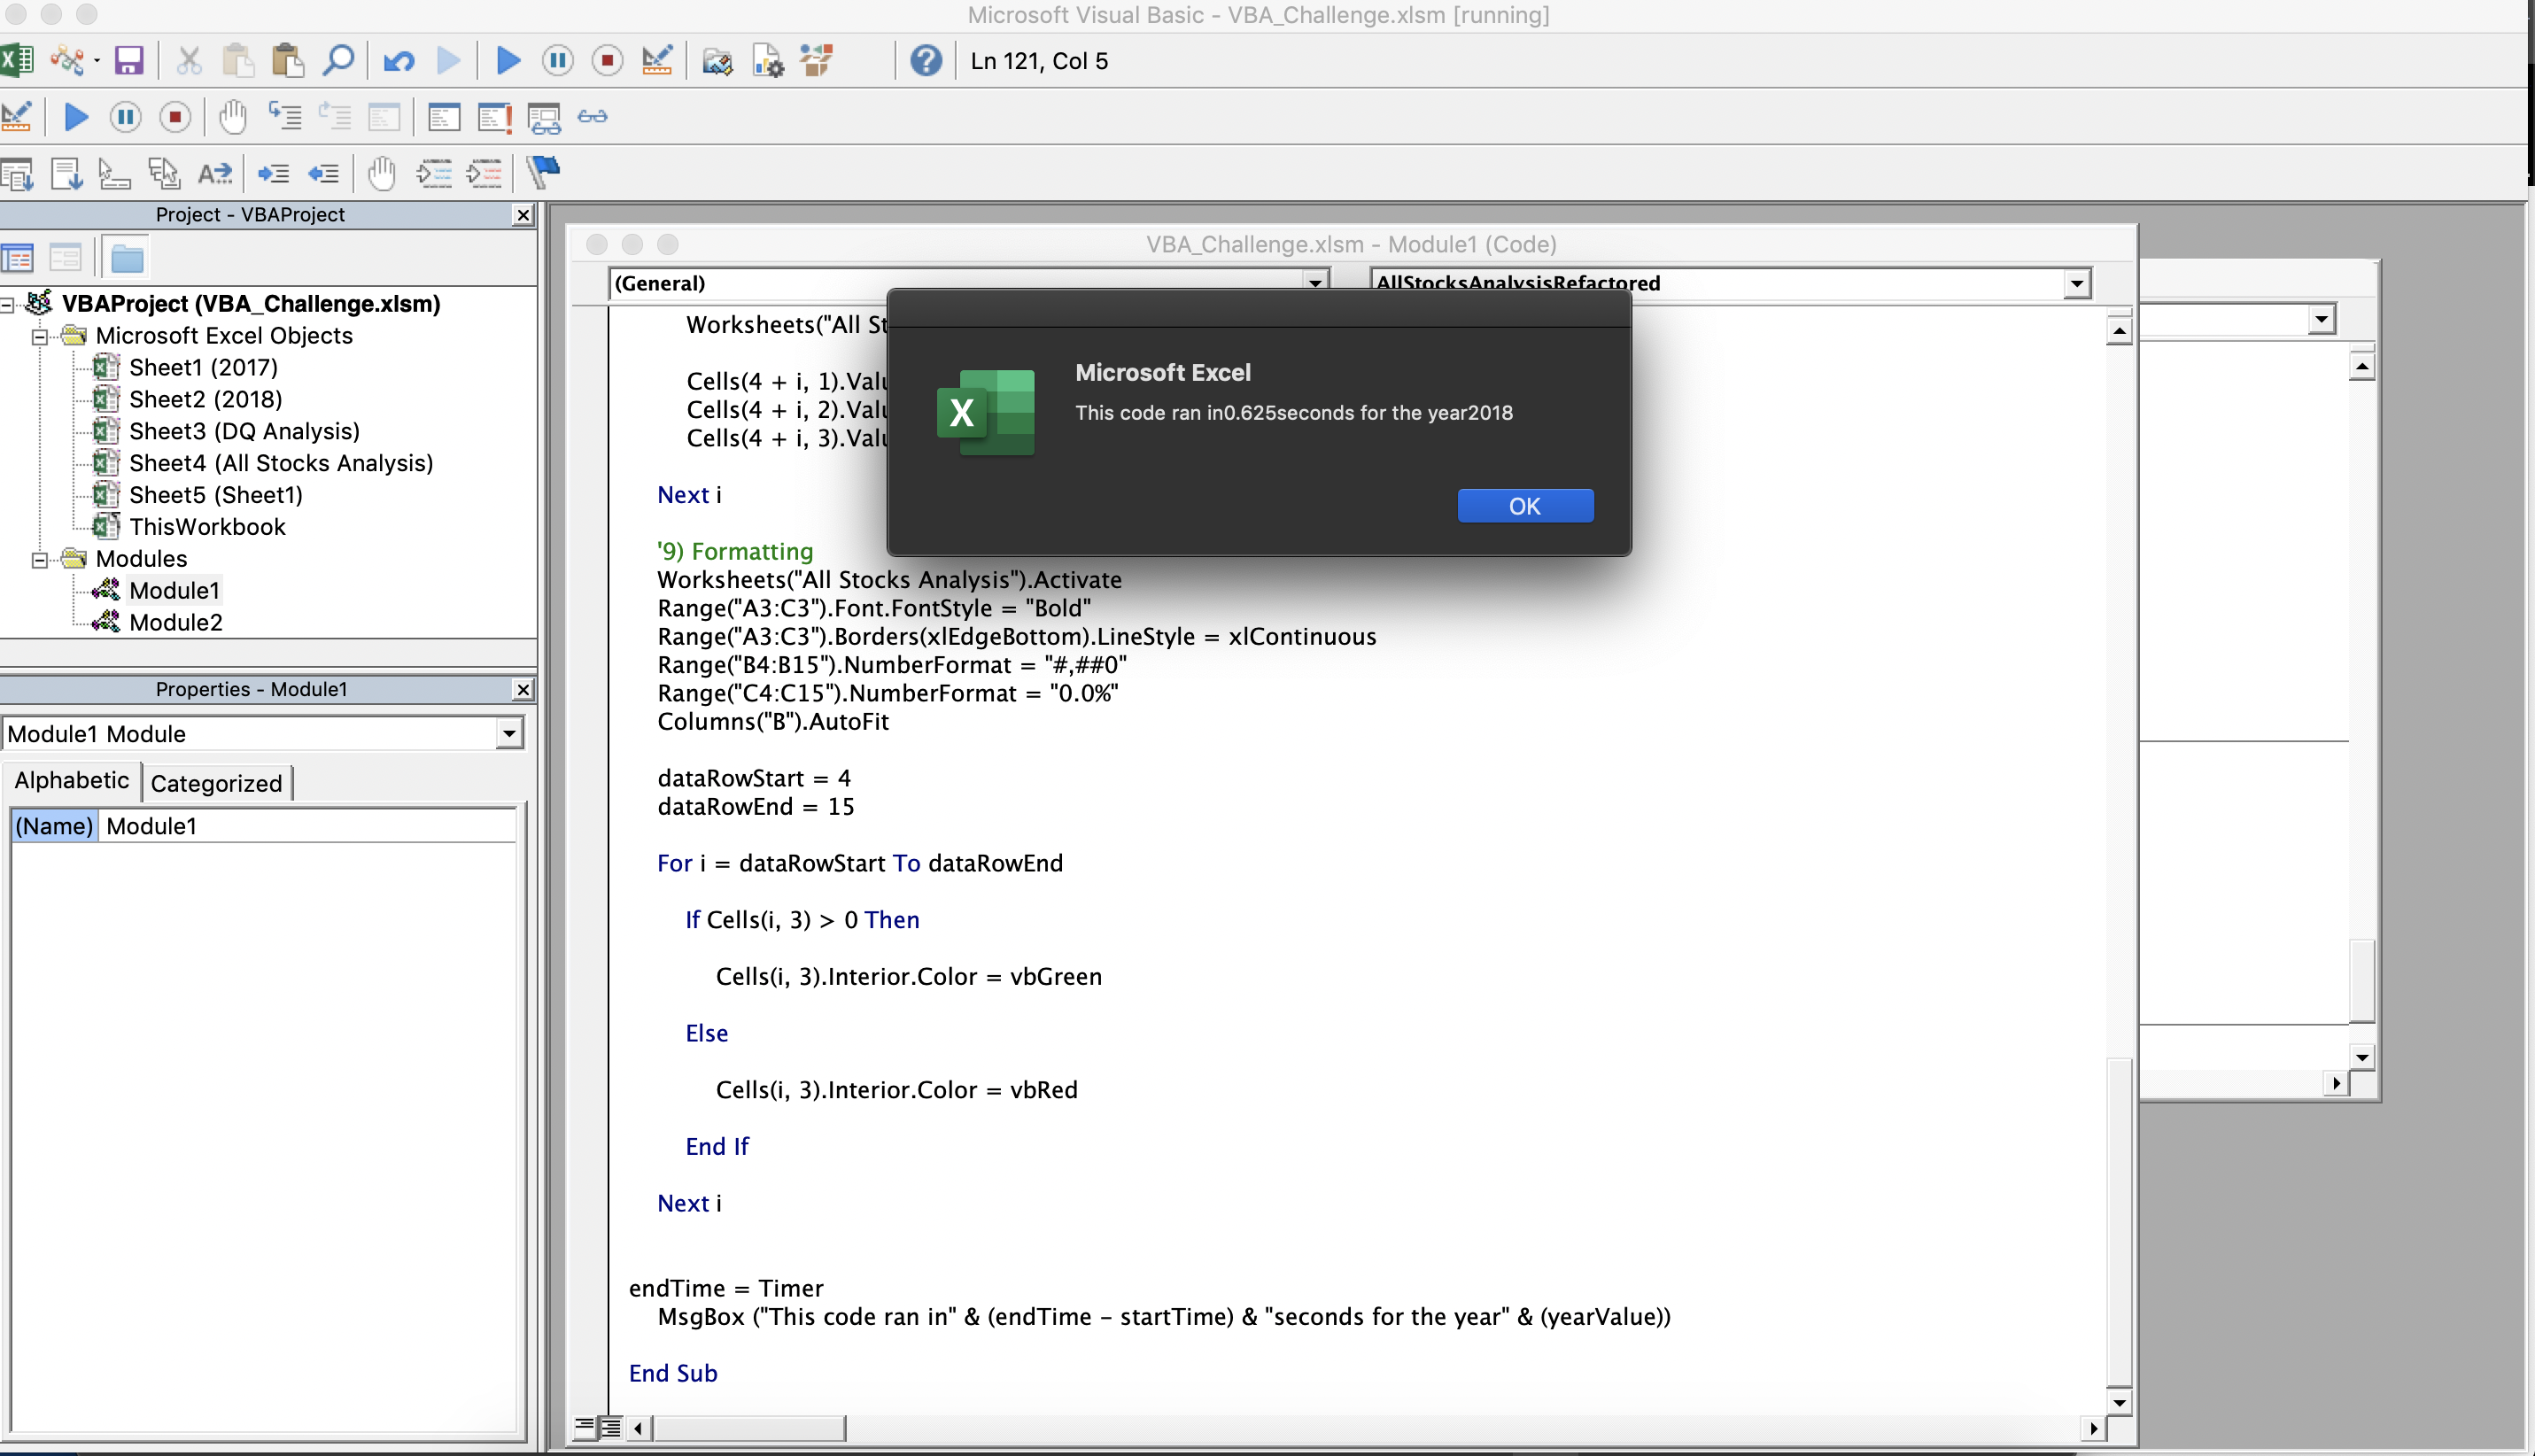 Microsoft Visual Basic - VBA_Challenge.xlsm [running]
Ln 121, Col 5
Project - VBAProject
VBAProject (VBA_Challenge.xlsm)
Microsoft Excel Objects
Sheet1 (2017)
Sheet2 (2018)
Sheet3 (DQ Analysis)
Sheet4 (All Stocks Analysis)
Sheet5 (Sheet1)
ThisWorkbook
Modules
Module1
Module2
Properties - Module1
Module1 Module
Alphabetic
Categorized
(Name) Module1
VBA_Challenge.xlsm - Module1 (Code)
(General)
AllStocksAnalysisRefactored
Worksheets("All St
Cells(4 + i, 1).Valu
Cells(4 + i, 2).Valu
Cells(4 + i, 3).Valu
Next i
'9) Formatting
Worksheets("All Stocks Analysis").Activate
Range("A3:C3").Font.FontStyle = "Bold"
Range("A3:C3").Borders(xlEdgeBottom).LineStyle = xlContinuous
Range("B4:B15").NumberFormat = "#,##0"
Range("C4:C15").NumberFormat = "0.0%"
Columns("B").AutoFit
dataRowStart = 4
dataRowEnd = 15
For i = dataRowStart To dataRowEnd
If Cells(i, 3) > 0 Then
Cells(i, 3).Interior.Color = vbGreen
Else
Cells(i, 3).Interior.Color = vbRed
End If
Next i
endTime = Timer
MsgBox ("This code ran in" & (endTime - startTime) & "seconds for the year" & (yearValue))
End Sub
Microsoft Excel
This code ran in0.625seconds for the year2018
OK